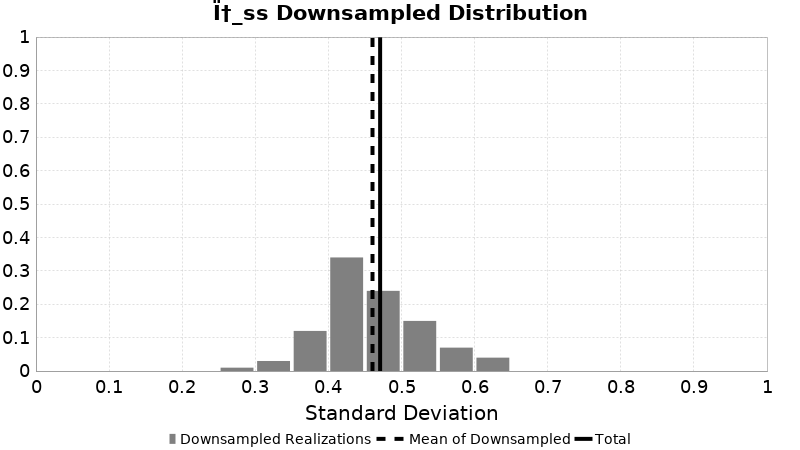 Ï†_ss Downsampled Distribution
1
0.9
0.8
0.7
0.6
0.5
0.4
0.3
0.2
0.1
0
0 0.1 0.2 0.3 0.4 0.5 0.6 0.7 0.8 0.9 1
Standard Deviation
Downsampled Realizations Mean of Downsampled Total